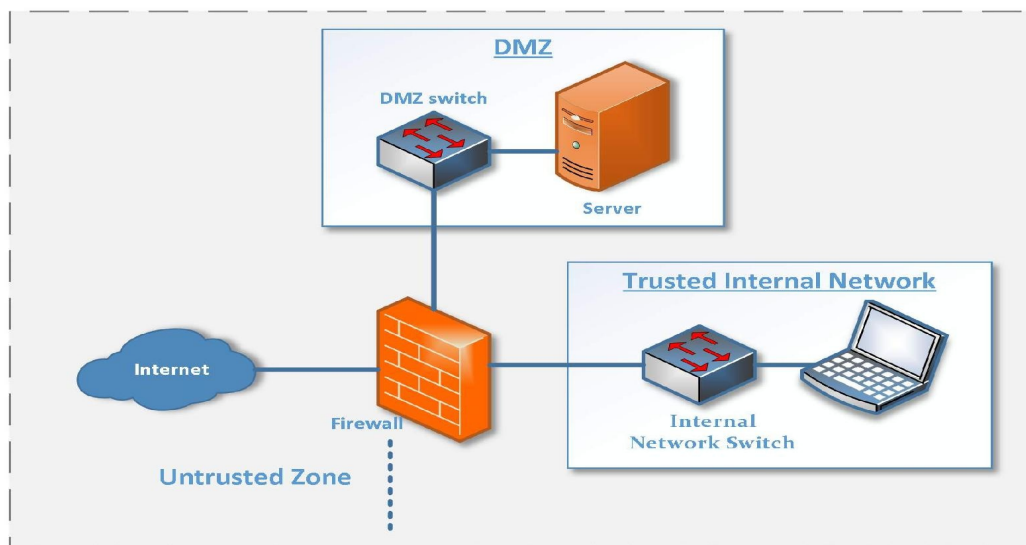 DMZ
DMZ switch
Server
Trusted Internal Network
Internet
Firewall
Internal
Network Switch
Untrusted Zone